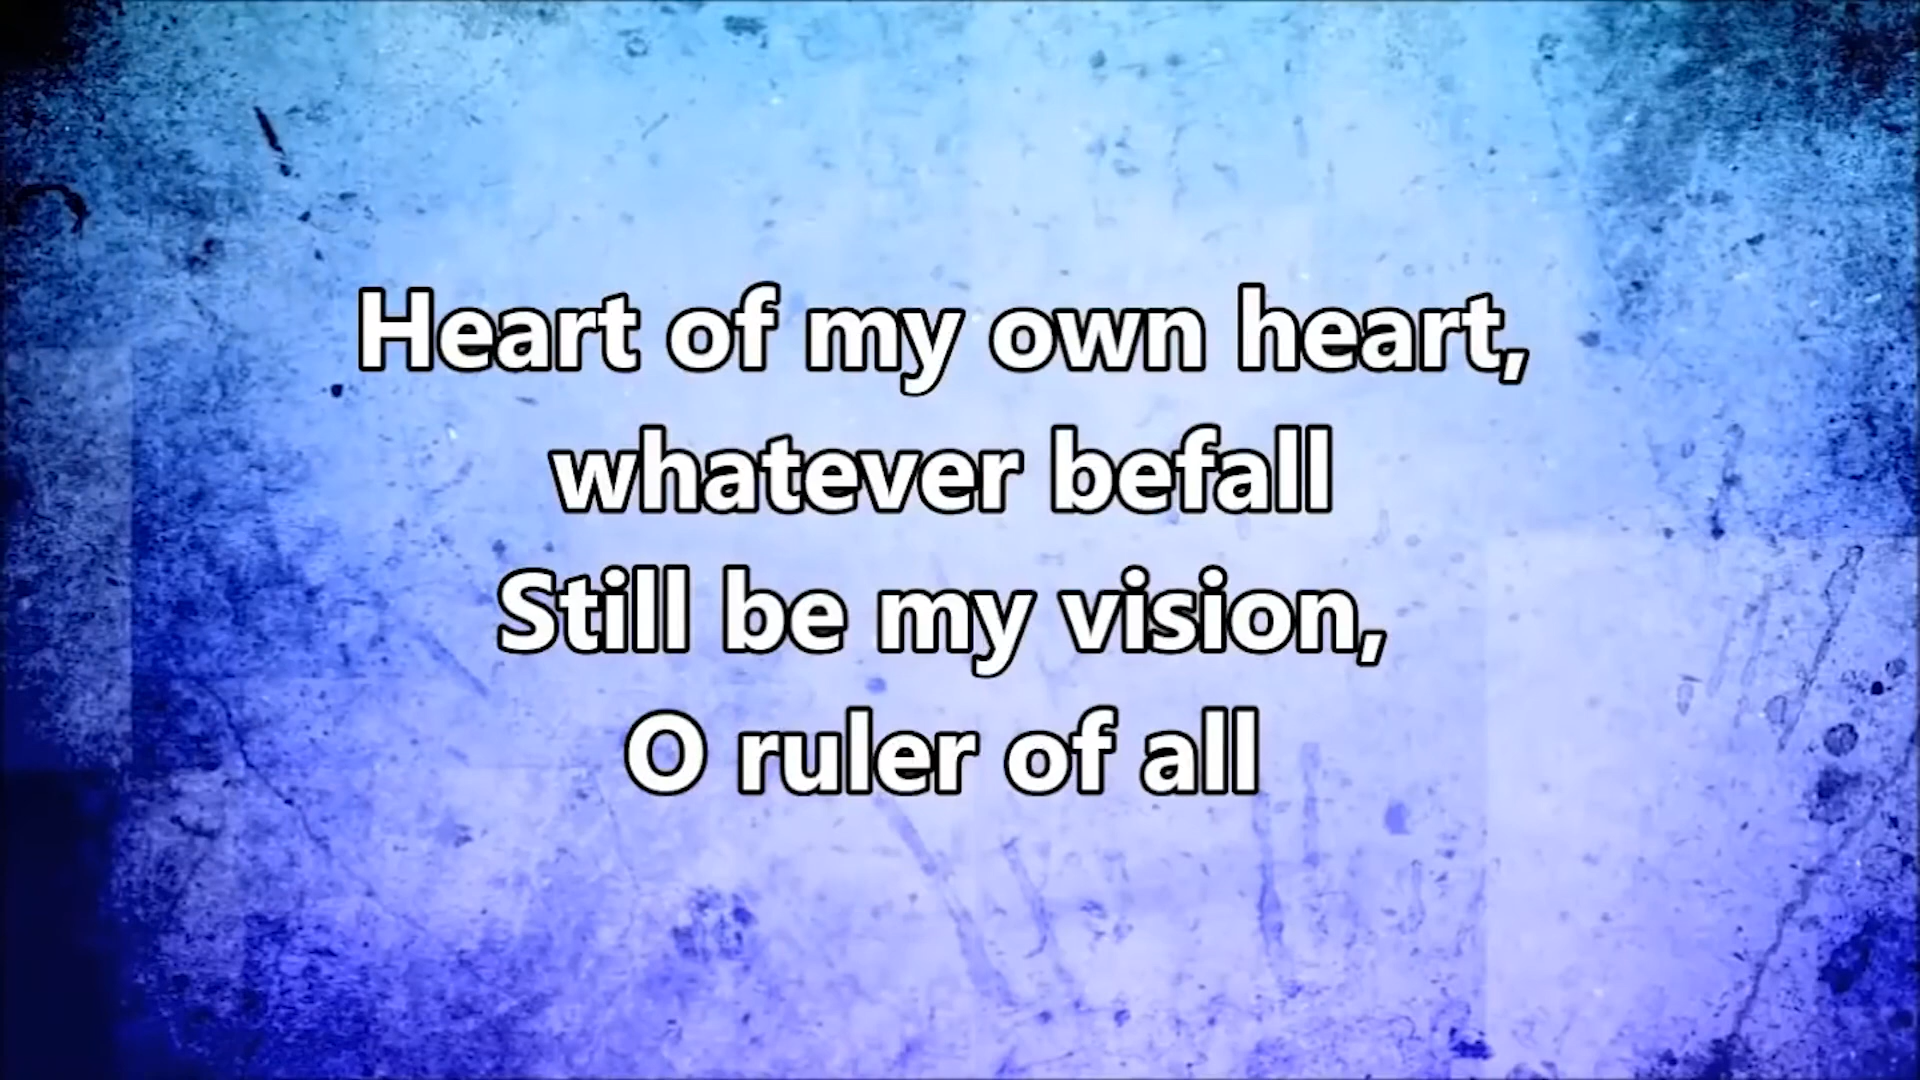 Heart of my own heart,
whatever befall
Still be my vision,
O ruler of all